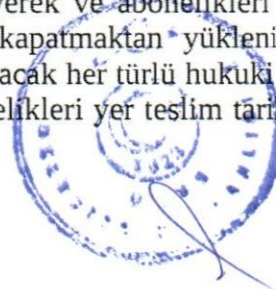 erek ve abonelikleri
kapatmaktan yükleni
acak her türlü hukuki
elikleri yer teslim tari